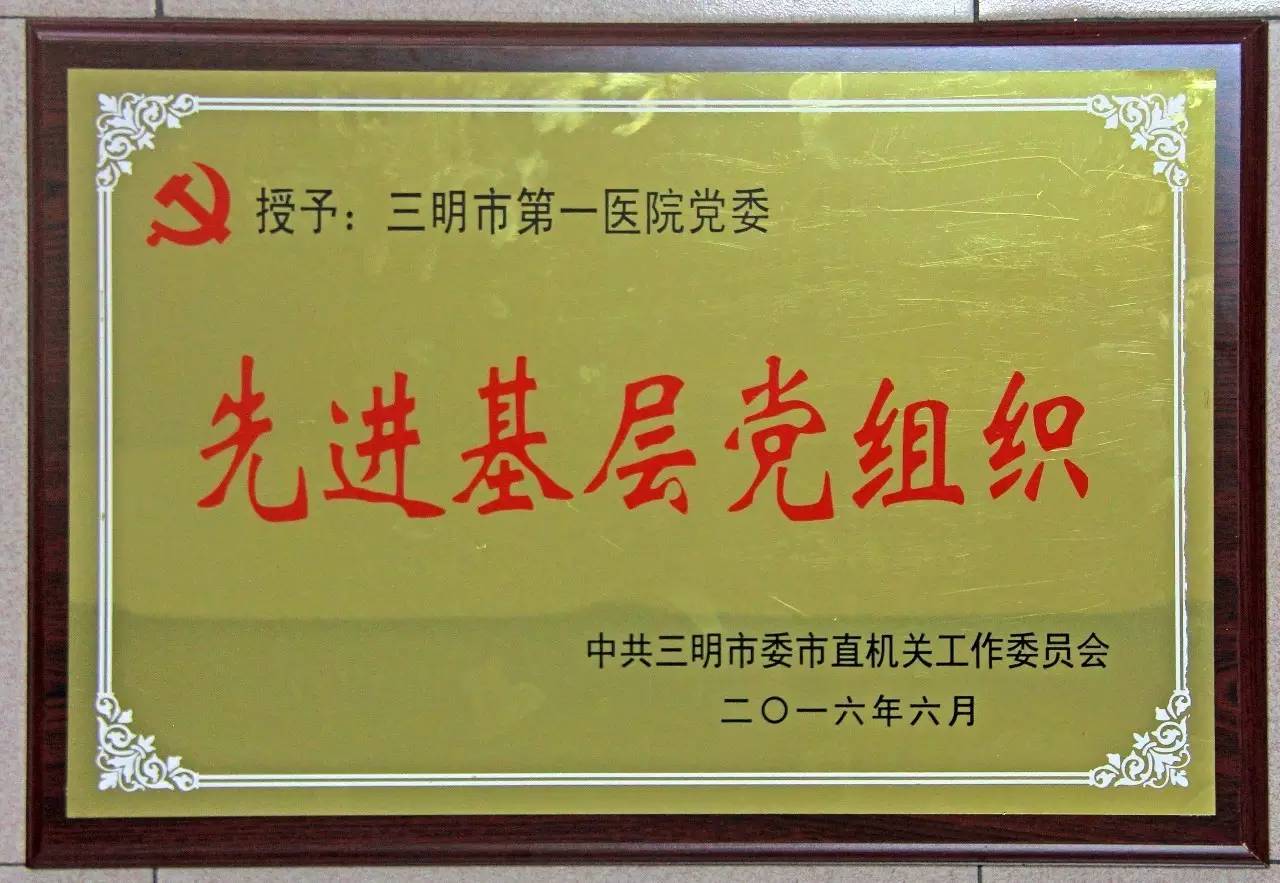 授予：三明市第一医院党委
先进基层党组织
中共三明市委市直机关工作委员会
二〇一六年六月